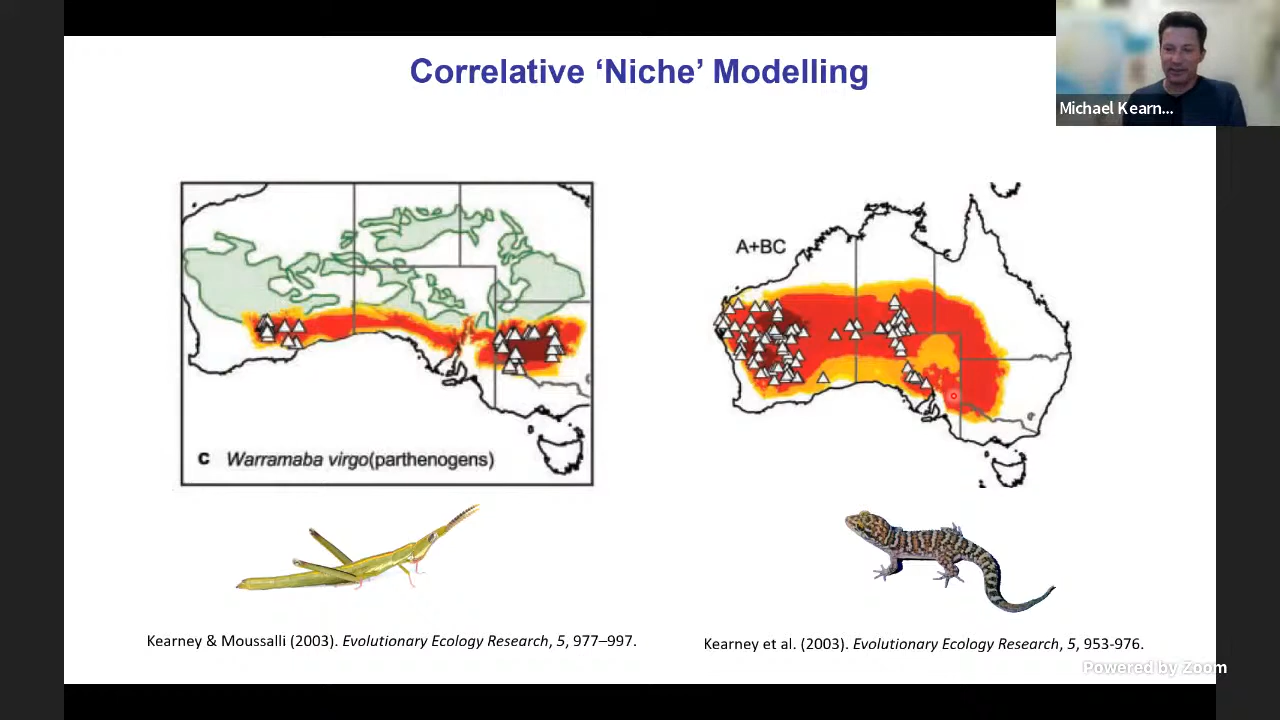 Correlative ‘Niche’ Modelling
Michael Kearn...
A+BC
C Warramaba virgo(parthenogens)
Kearney & Moussalli (2003). Evolutionary Ecology Research, 5, 977–997.
Kearney et al. (2003). Evolutionary Ecology Research, 5, 953-976.
Powered by Zoom